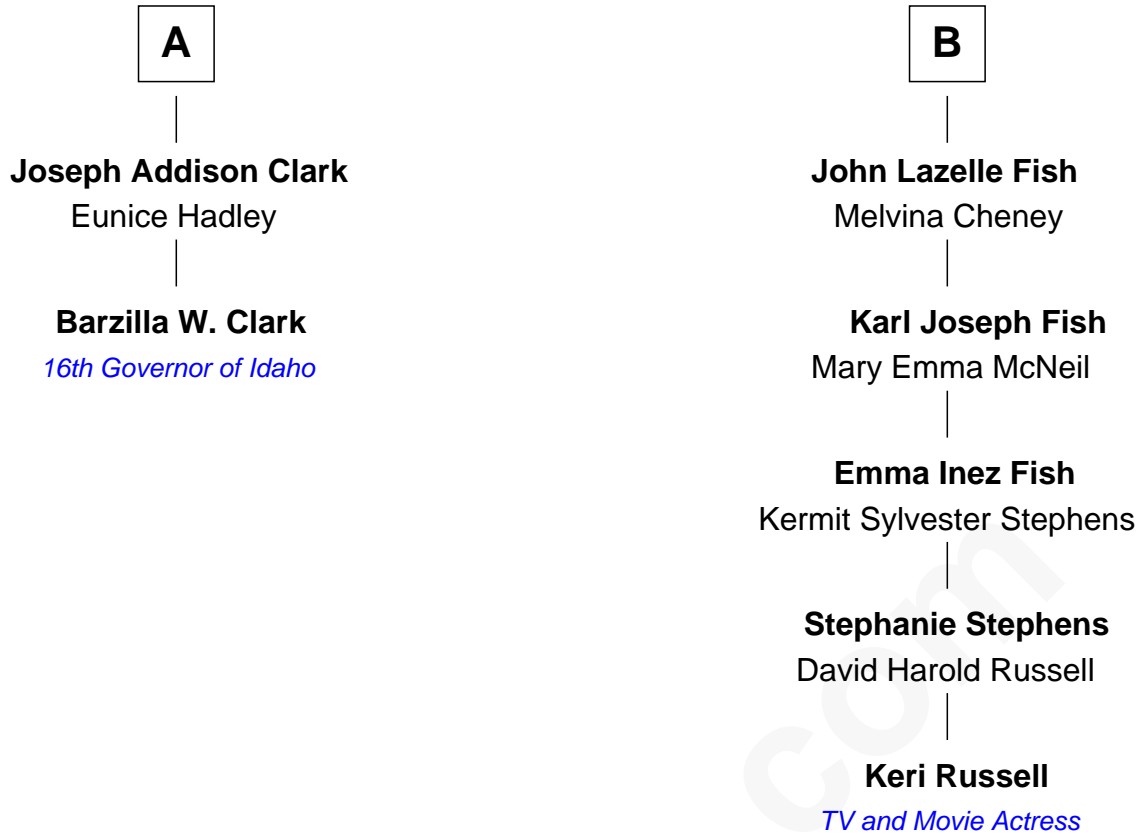 A
Joseph Addison Clark
Eunice Hadley
Barzilla W. Clark
16th Governor of Idaho
B
John Lazelle Fish
Melvina Cheney
Karl Joseph Fish
Mary Emma McNeil
Emma Inez Fish
Kermit Sylvester Stephens
Stephanie Stephens
David Harold Russell
Keri Russell
TV and Movie Actress
com